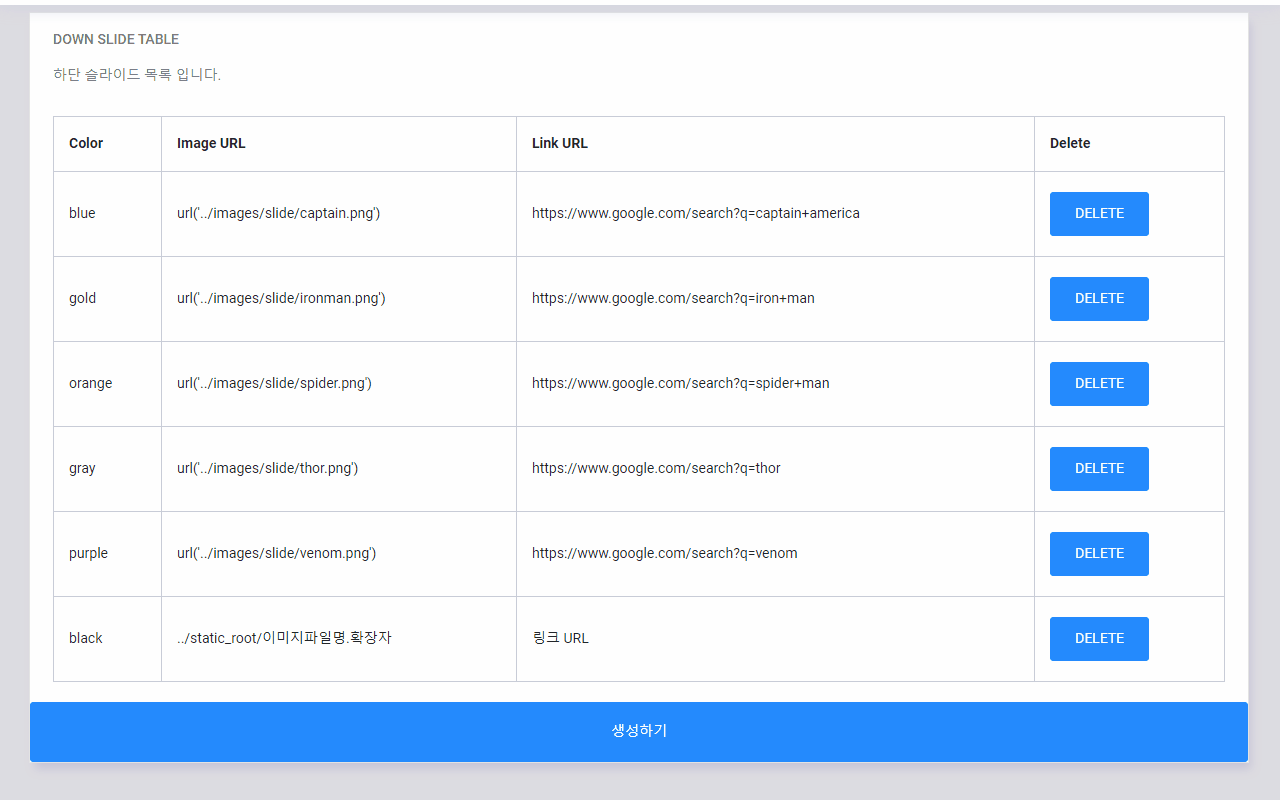 DOWN SLIDE TABLE
하단 슬라이드 목록 입니다.
Color Image URL Link URL Delete
blue url('../images/slide/captain.png') https://www.google.com/search?q=captain+america DELETE
gold url('../images/slide/ironman.png') https://www.google.com/search?q=iron+man DELETE
orange url('../images/slide/spider.png') https://www.google.com/search?q=spider+man DELETE
gray url('../images/slide/thor.png') https://www.google.com/search?q=thor DELETE
purple url('../images/slide/venom.png') https://www.google.com/search?q=venom DELETE
black ../static_root/이미지파일명.확장자 링크 URL DELETE
생성하기